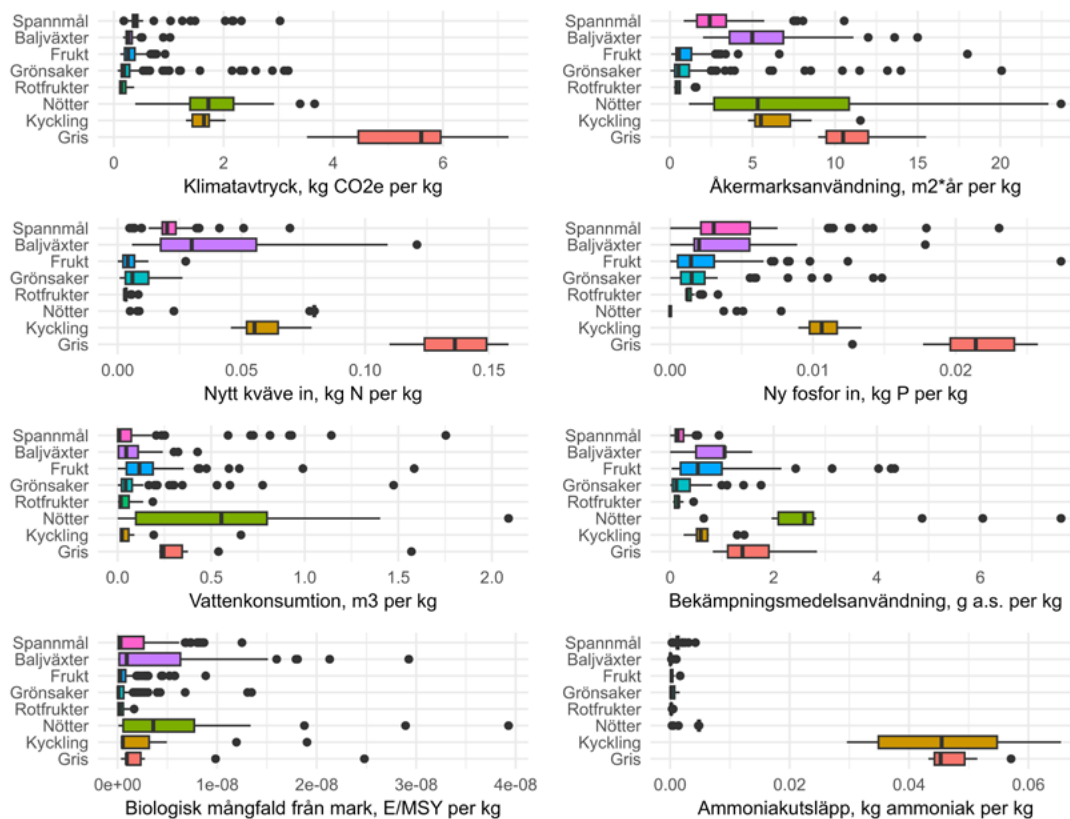 Spannmål
Baljväxter
Frukt
Grönsaker
Rotfrukter
Nötter
Kyckling
Gris
0 2 4 6
Klimatavtryck, kg CO2e per kg
0 5 10 15 20
Åkermarksanvändning, m2*år per kg
Spannmål
Baljväxter
Frukt
Grönsaker
Rotfrukter
Nötter
Kyckling
Gris
0.00 0.05 0.10 0.15
Nytt kväve in, kg N per kg
Spannmål
Baljväxter
Frukt
Grönsaker
Rotfrukter
Nötter
Kyckling
Gris
0.00 0.01 0.02
Ny fosfor in, kg P per kg
Spannmål
Baljväxter
Frukt
Grönsaker
Rotfrukter
Nötter
Kyckling
Gris
0.0 0.5 1.0 1.5 2.0
Vattenkonsumtion, m3 per kg
Spannmål
Baljväxter
Frukt
Grönsaker
Rotfrukter
Nötter
Kyckling
Gris
0 2 4 6
Bekämpningsmedelsanvändning, g a.s. per kg
Spannmål
Baljväxter
Frukt
Grönsaker
Rotfrukter
Nötter
Kyckling
Gris
0e+00 1e-08 2e-08 3e-08 4e-08
Biologisk mångfald från mark, E/MSY per kg
Spannmål
Baljväxter
Frukt
Grönsaker
Rotfrukter
Nötter
Kyckling
Gris
0.00 0.02 0.04 0.06
Ammoniakutsläpp, kg ammoniak per kg
Spannmål
Baljväxter
Frukt
Grönsaker
Rotfrukter
Nötter
Kyckling
Gris